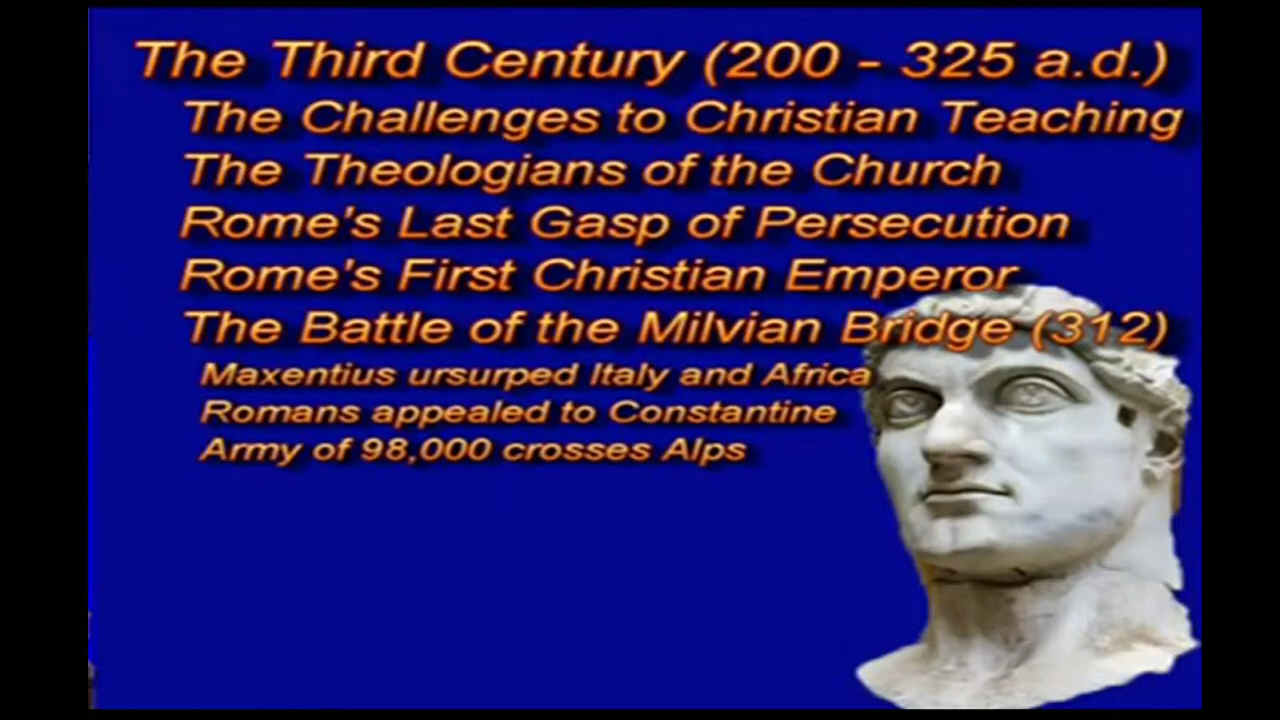 The Third Century (200 - 325 a.d.)
The Challenges to Christian Teaching
The Theologians of the Church
Rome's Last Gasp of Persecution
Rome's First Christian Emperor
The Battle of the Milvian Bridge (312)
Maxentius ursurped Italy and Africa
Romans appealed to Constantine
Army of 98,000 crosses Alps